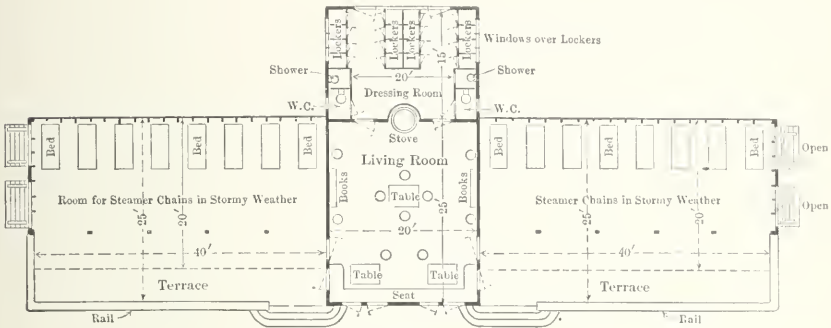 Lockers
Lockers
Lockers
Lockers
Windows over Lockers
15'
Shower
20'
Shower
Dressing Room
W.C.
W.C.
Stove
Bed
Bed
Bed
Bed
Bed
Open
Living Room
Books
Books
Table
Room for Steamer Chains in Stormy Weather
Steamer Chains in Stormy Weather
Open
25'
20'
25'
25'
20'
40'
20'
40'
Table
Table
Terrace
Seat
Terrace
Rail
Rail